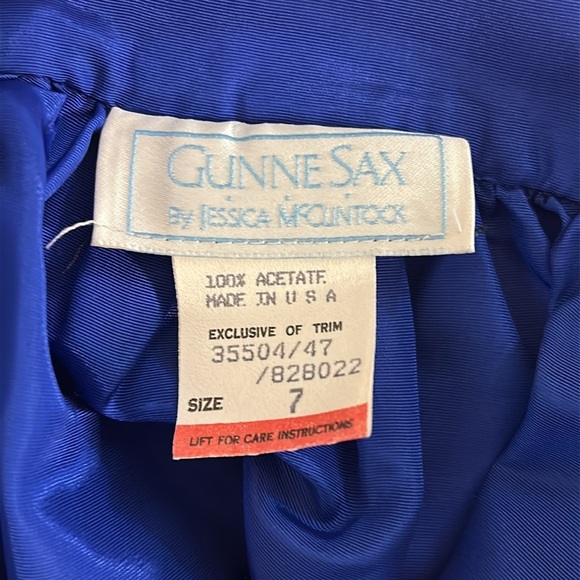 GUNNE SAX
BY JESSICA MCCLINTOCK
100% ACETATE
MADE IN U S A
EXCLUSIVE OF TRIM
35504/47
/828022
SIZE 7
LIFT FOR CARE INSTRUCTIONS